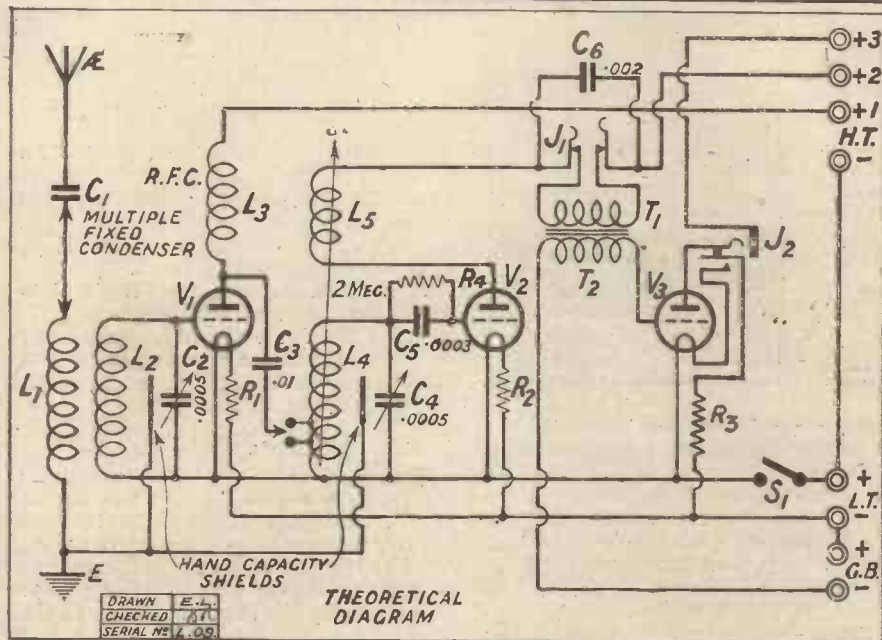 Æ
C1
MULTIPLE
FIXED
CONDENSER
R.F.C.
L3
L5
C6
.002
J1
+3
+2
+1
H.T.
-
T1
T2
J2
V1
2 MEG.
R4
V2
V3
L1
L2
C2
.0005
R1
C3
.01
L4
C5
.0003
C4
.0005
R2
R3
S1
+
L.T.
-
+
G.B.
-
E
HAND CAPACITY
SHIELDS
THEORETICAL
DIAGRAM
DRAWN E.L.
CHECKED
SERIAL No L.09.